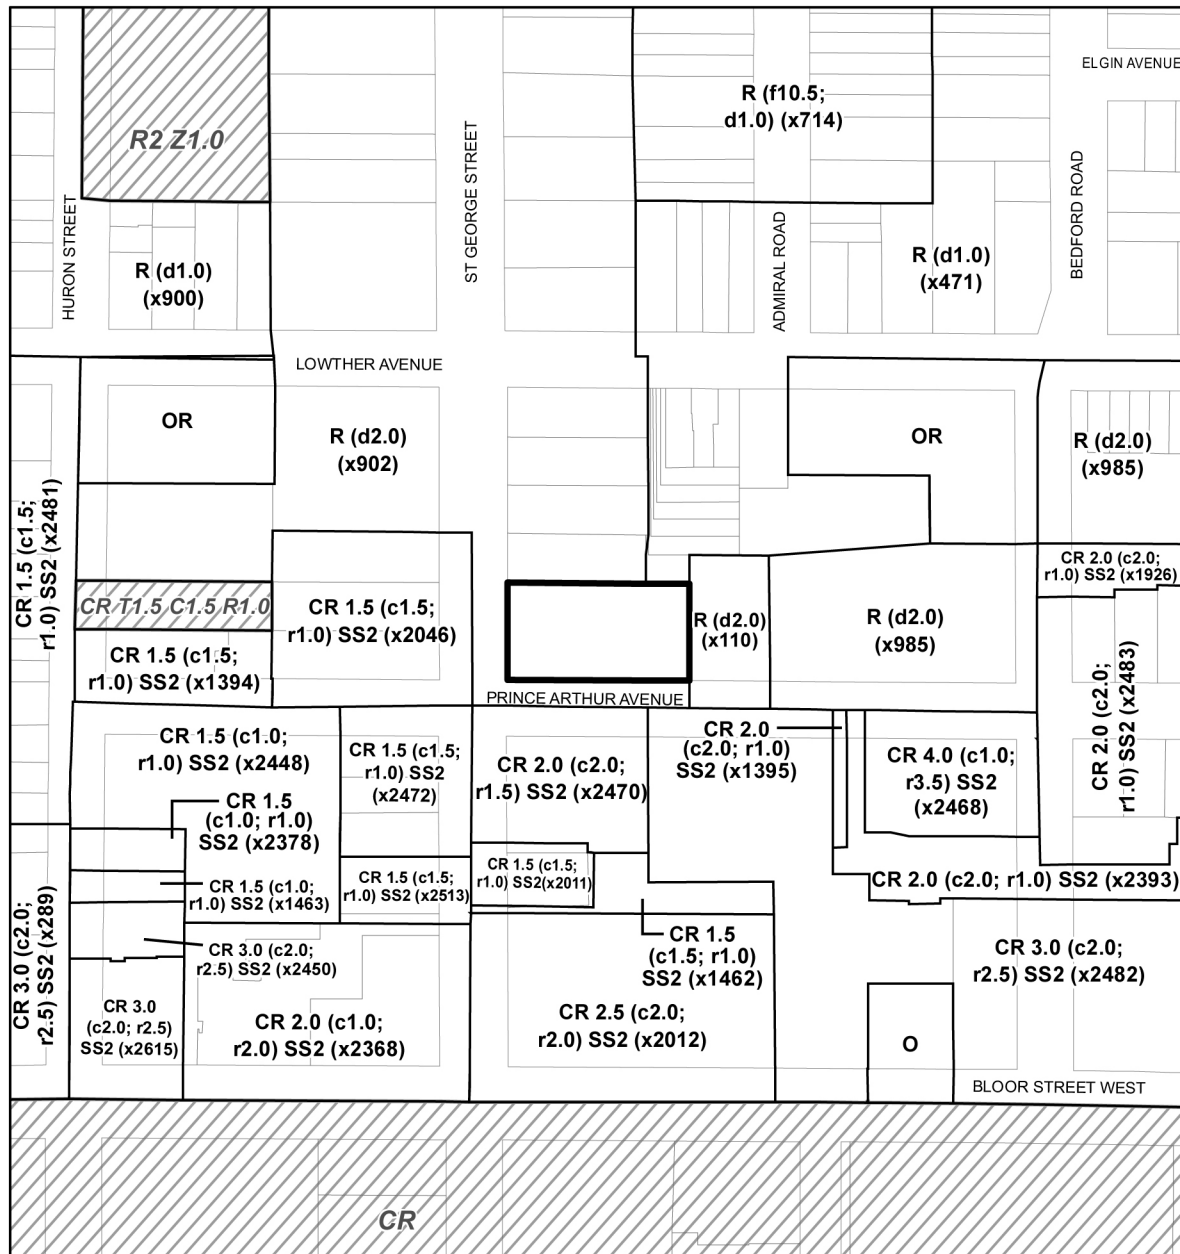 ELGIN AVENUE
R (f10.5;
d1.0) (x714)
R2 Z1.0
ST GEORGE STREET
BEDFORD ROAD
HURON STREET
ADMIRAL ROAD
R (d1.0)
(x900)
R (d1.0)
(x471)
LOWTHER AVENUE
OR
R (d2.0)
(x902)
OR
R (d2.0)
(x985)
CR 1.5 (c1.5;
r1.0) SS2 (x2481)
CR 2.0 (c2.0;
r1.0) SS2 (x1926)
CR T1.5 C1.5 R1.0
CR 1.5 (c1.5;
r1.0) SS2 (x2046)
R (d2.0)
(x110)
R (d2.0)
(x985)
CR 1.5 (c1.5;
r1.0) SS2 (x1394)
CR 2.0 (c2.0;
r1.0) SS2 (x2483)
PRINCE ARTHUR AVENUE
CR 1.5 (c1.0;
r1.0) SS2 (x2448)
CR 1.5 (c1.5;
r1.0) SS2
(x2472)
CR 2.0 (c2.0;
r1.5) SS2 (x2470)
CR 2.0
(c2.0; r1.0)
SS2 (x1395)
CR 4.0 (c1.0;
r3.5) SS2
(x2468)
CR 1.5
(c1.0; r1.0)
SS2 (x2378)
CR 1.5 (c1.0;
r1.0) SS2 (x1463)
CR 1.5 (c1.5;
r1.0) SS2 (x2513)
CR 1.5 (c1.5;
r1.0) SS2(x2011)
CR 2.0 (c2.0; r1.0) SS2 (x2393)
CR 3.0 (c2.0;
r2.5) SS2 (x289)
CR 3.0 (c2.0;
r2.5) SS2 (x2450)
CR 1.5
(c1.5; r1.0)
SS2 (x1462)
CR 3.0 (c2.0;
r2.5) SS2 (x2482)
CR 3.0
(c2.0; r2.5)
SS2 (x2615)
CR 2.0 (c1.0;
r2.0) SS2 (x2368)
CR 2.5 (c2.0;
r2.0) SS2 (x2012)
O
BLOOR STREET WEST
CR